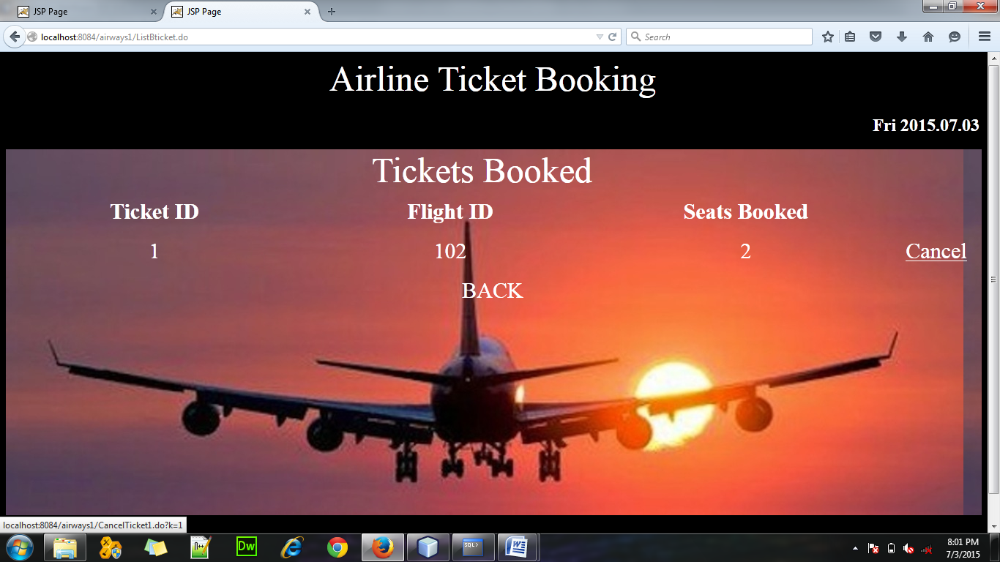 JSP Page
JSP Page
localhost:8084/airways1/ListBticket.do
Search
Airline Ticket Booking
Fri 2015.07.03
Tickets Booked
Ticket ID Flight ID Seats Booked
1 102 2 Cancel
BACK
localhost:8084/airways1/CancelTicket1.do?k=1
Dw
SQL>
8:01 PM
7/3/2015